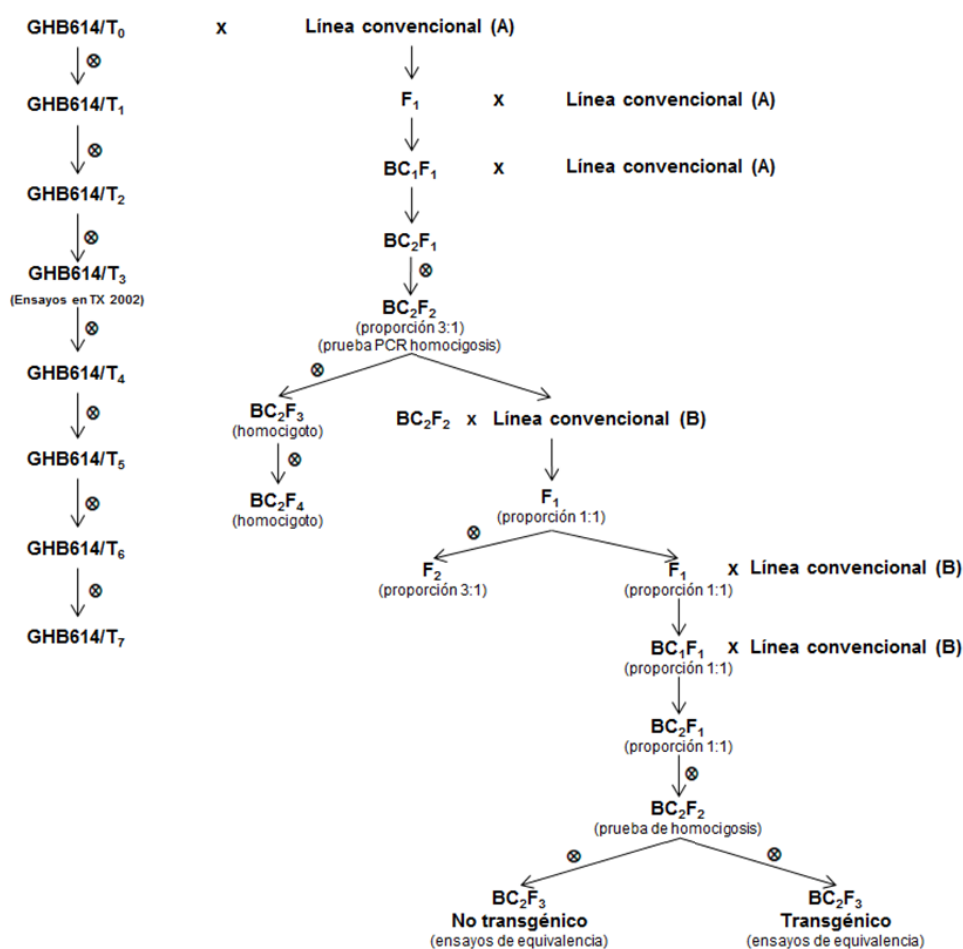 GHB614/T₀ x Línea convencional (A)
⊗
GHB614/T₁ F₁ x Línea convencional (A)
⊗
GHB614/T₂ BC₁F₁ x Línea convencional (A)
⊗
BC₂F₁
⊗
GHB614/T₃
(Ensayos en TX 2002)
BC₂F₂
(proporción 3:1)
(prueba PCR homocigosis)
⊗
⊗
GHB614/T₄
BC₂F₃
(homocigoto)
BC₂F₂ x Línea convencional (B)
⊗
⊗
GHB614/T₅
BC₂F₄
(homocigoto)
F₁
(proporción 1:1)
⊗
⊗
GHB614/T₆
F₂
(proporción 3:1)
F₁ x Línea convencional (B)
(proporción 1:1)
⊗
GHB614/T₇
BC₁F₁ x Línea convencional (B)
(proporción 1:1)
BC₂F₁
(proporción 1:1)
⊗
BC₂F₂
(prueba de homocigosis)
⊗ ⊗
BC₂F₃
No transgénico
(ensayos de equivalencia)
BC₂F₃
Transgénico
(ensayos de equivalencia)